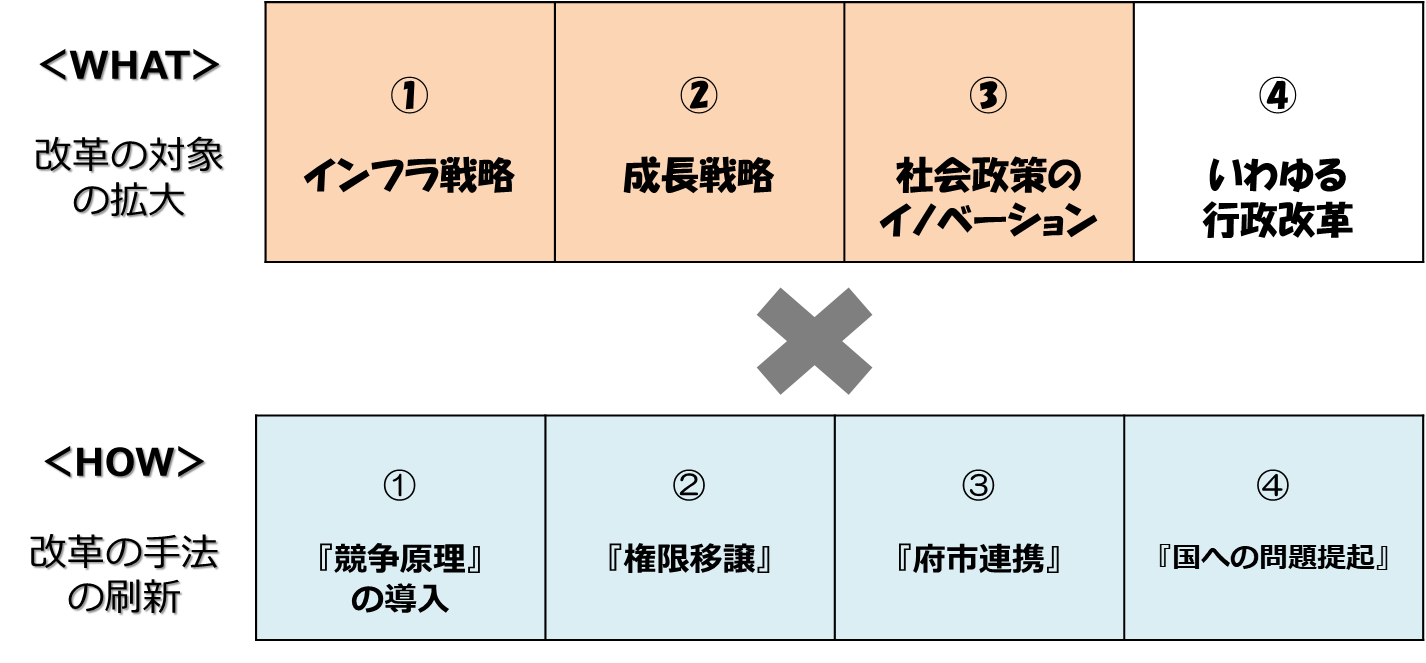 ＜WHAT＞
改革の対象
の拡大
①
インフラ戦略
②
成長戦略
③
社会政策の
イノベーション
④
いわゆる
行政改革
＜HOW＞
改革の手法
の刷新
①
『競争原理』
の導入
②
『権限移譲』
③
『府市連携』
④
『国への問題提起』